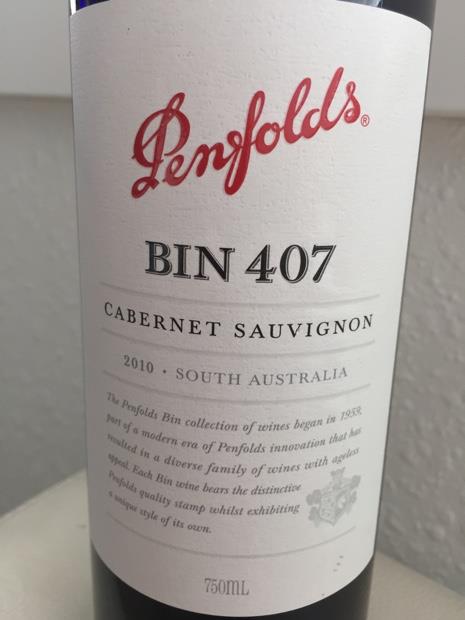 Penfolds®
BIN 407
CABERNET SAUVIGNON
2010 · SOUTH AUSTRALIA
The Penfolds Bin collection of wines began in 1959,
part of a modern era of Penfolds innovation that has
resulted in a diverse family of wines with ageless
appeal. Each Bin wine bears the distinctive
Penfolds quality stamp whilst exhibiting
a unique style of its own.
750ML